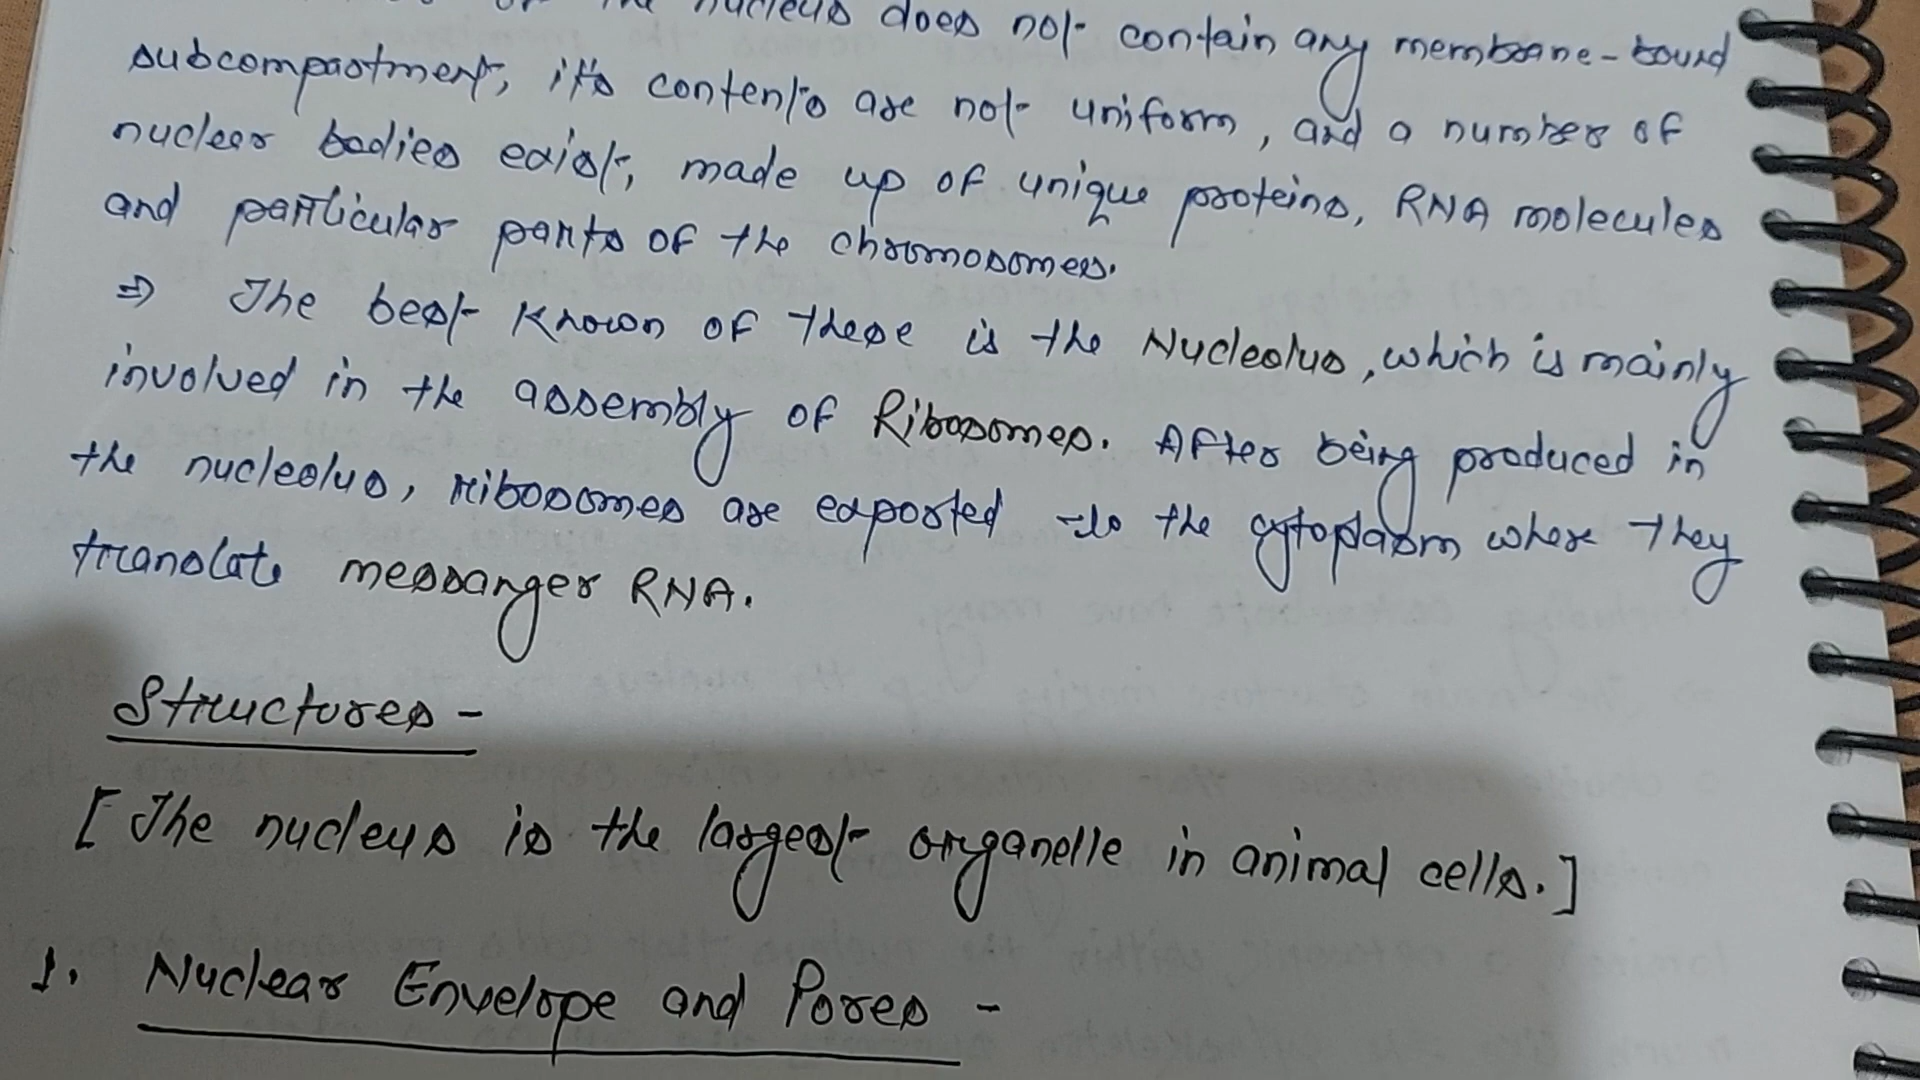 the nucleus does not contain any membrane-bound
subcompartment, it's contents are not uniform, and a number of
nuclear bodies exist, made up of unique proteins, RNA molecules
and particular parts of the chromosomes.
⇒ The best known of these is the Nucleolus, which is mainly
involved in the assembly of Ribosomes. After being produced in
the nucleolus, ribosomes are exported to the cytoplasm where they
translate messanger RNA.
Structures -
[The nucleus is the largest organelle in animal cells.]
1. Nuclear Envelope and Pores -